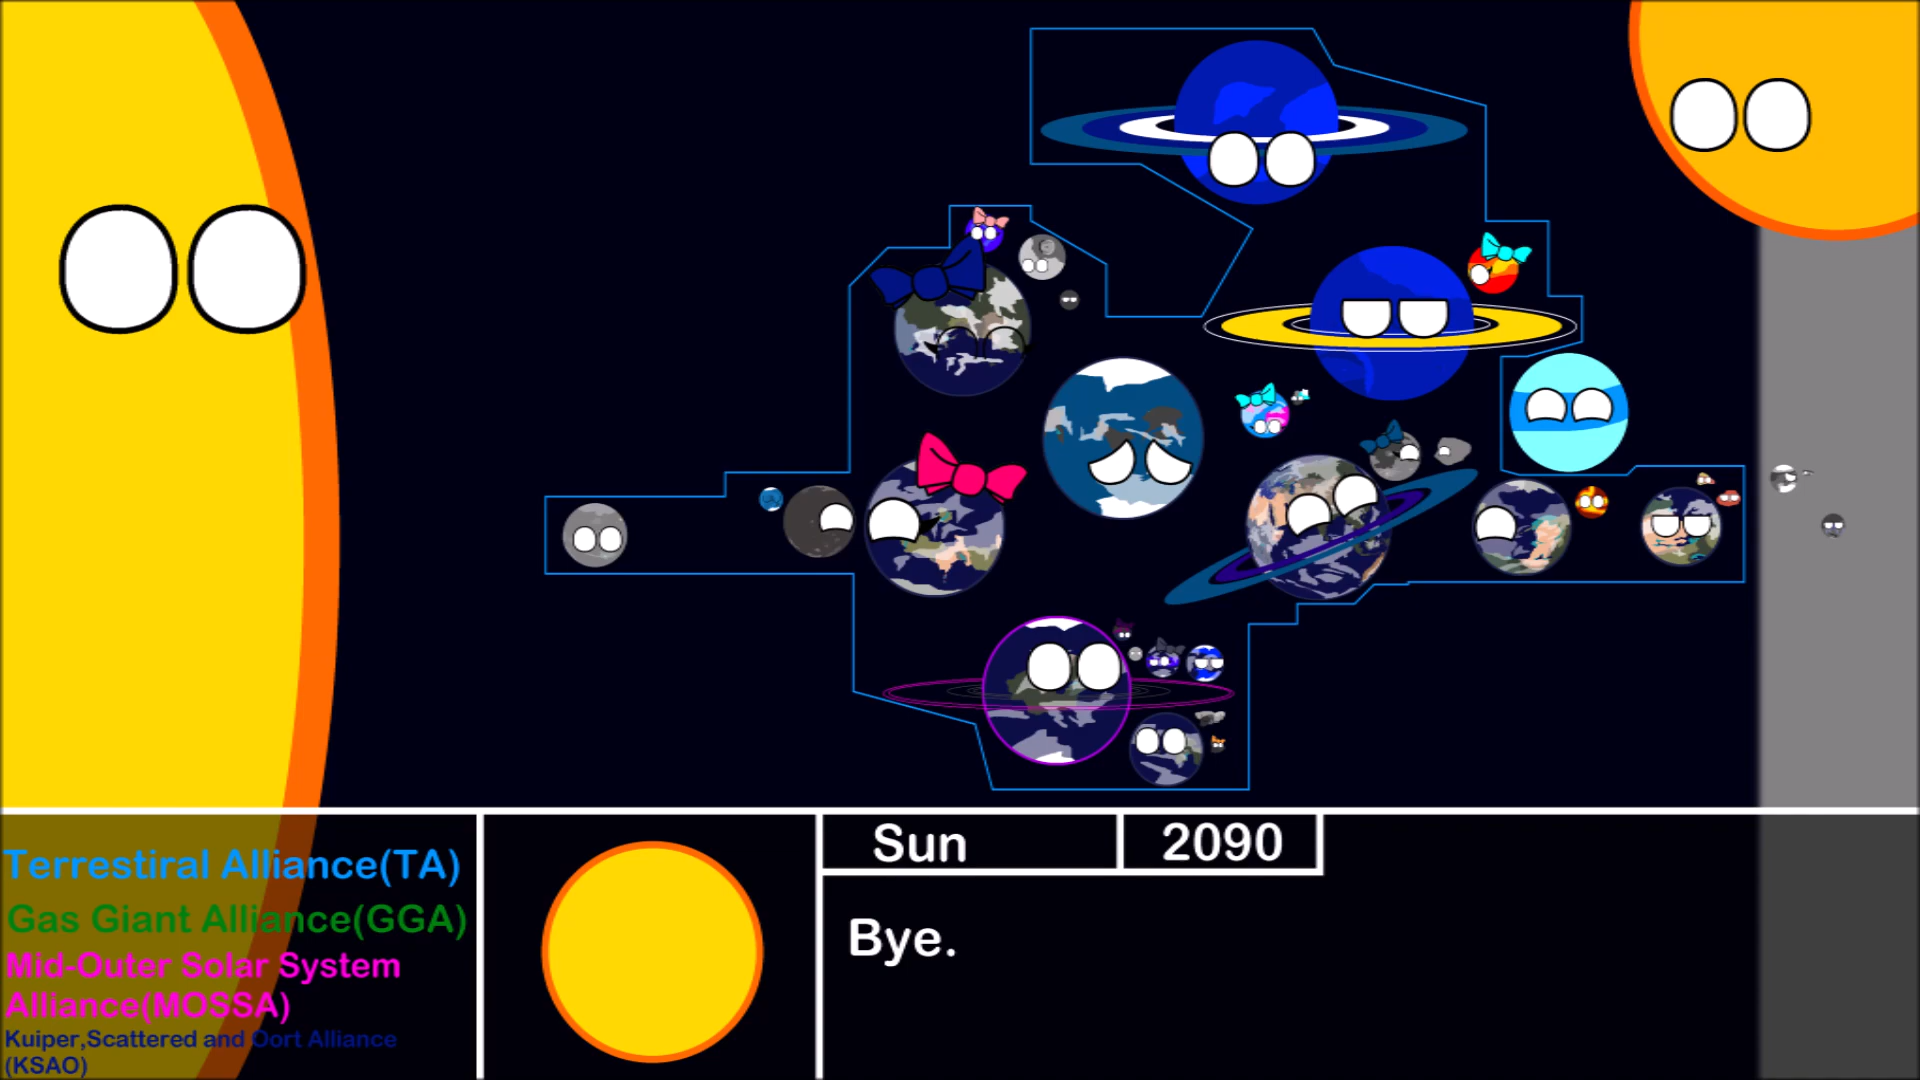 Terrestiral Alliance(TA)
Gas Giant Alliance(GGA)
Mid-Outer Solar System
Alliance(MOSSA)
Kuiper,Scattered and Oort Alliance
(KSAO)
Sun
2090
Bye.